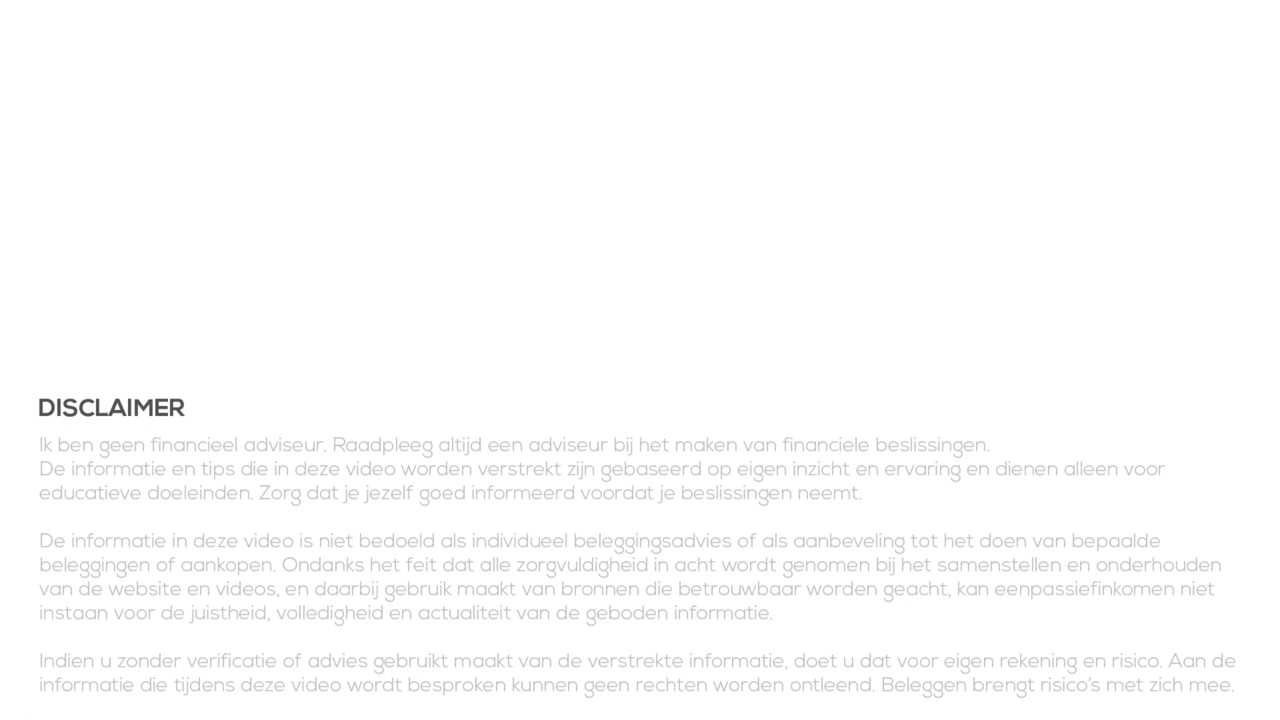 DISCLAIMER
Ik ben geen financieel adviseur. Raadpleeg altijd een adviseur bij het maken van financiele beslissingen.
De informatie en tips die in deze video worden verstrekt zijn gebaseerd op eigen inzicht en ervaring en dienen alleen voor
educatieve doeleinden. Zorg dat je jezelf goed informeerd voordat je beslissingen neemt.
De informatie in deze video is niet bedoeld als individueel beleggingsadvies of als aanbeveling tot het doen van bepaalde
beleggingen of aankopen. Ondanks het feit dat alle zorgvuldigheid in acht wordt genomen bij het samenstellen en onderhouden
van de website en videos, en daarbij gebruik maakt van bronnen die betrouwbaar worden geacht, kan eenpassiefinkomen niet
instaan voor de juistheid, volledigheid en actualiteit van de geboden informatie.
Indien u zonder verificatie of advies gebruikt maakt van de verstrekte informatie, doet u dat voor eigen rekening en risico. Aan de
informatie die tijdens deze video wordt besproken kunnen geen rechten worden ontleend. Beleggen brengt risico's met zich mee.